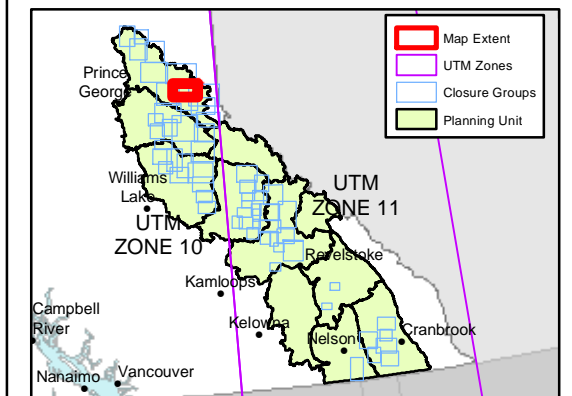 Map Extent
UTM Zones
Closure Groups
Planning Unit
Prince
George
Williams
Lake
UTM
ZONE 10
UTM
ZONE 11
Revelstoke
Kamloops
Campbell
River
Kelowna
Nelson
Cranbrook
Nanaimo
Vancouver